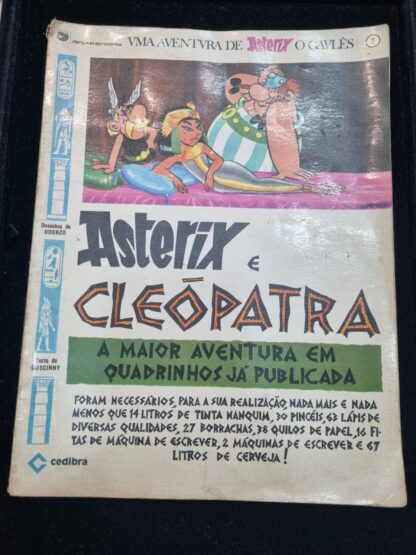 VMA AVENTVRA DE Asterix O GAVLÊS
Desenhos de
UDERZO
Asterix E
CLEÓPATRA
A MAIOR AVENTURA EM
QUADRINHOS JÁ PUBLICADA
Texto de
GOSCINNY
FORAM NECESSÁRIOS, PARA A SUA REALIZAÇÃO, NADA MAIS E NADA
MENOS QUE 14 LITROS DE TINTA NANQUIM, 30 PINCÉIS, 63 LÁPIS DE
DIVERSAS QUALIDADES, 27 BORRACHAS, 38 QUILOS DE PAPEL, 16 FI-
TAS DE MÁQUINA DE ESCREVER, 2 MÁQUINAS DE ESCREVER E 67
LITROS DE CERVEJA!
cedibra